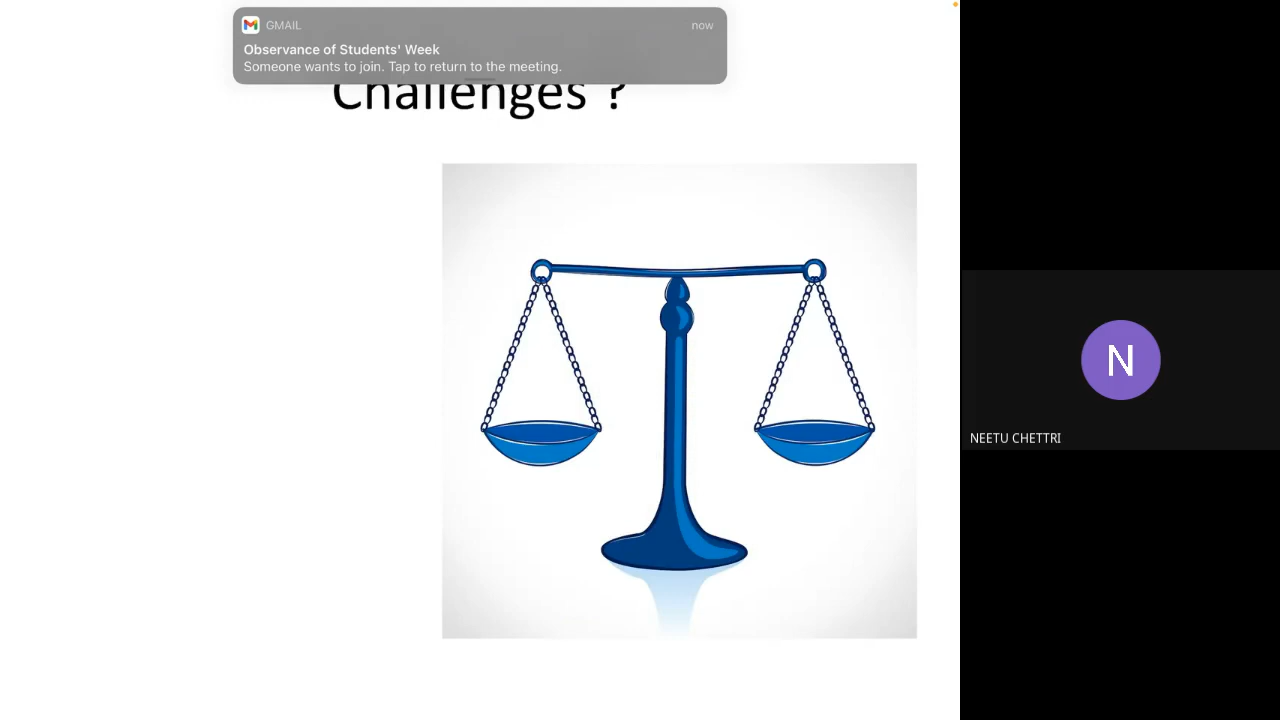 GMAIL
now
Observance of Students' Week
Someone wants to join. Tap to return to the meeting.
Challenges ?
N
NEETU CHETTRI